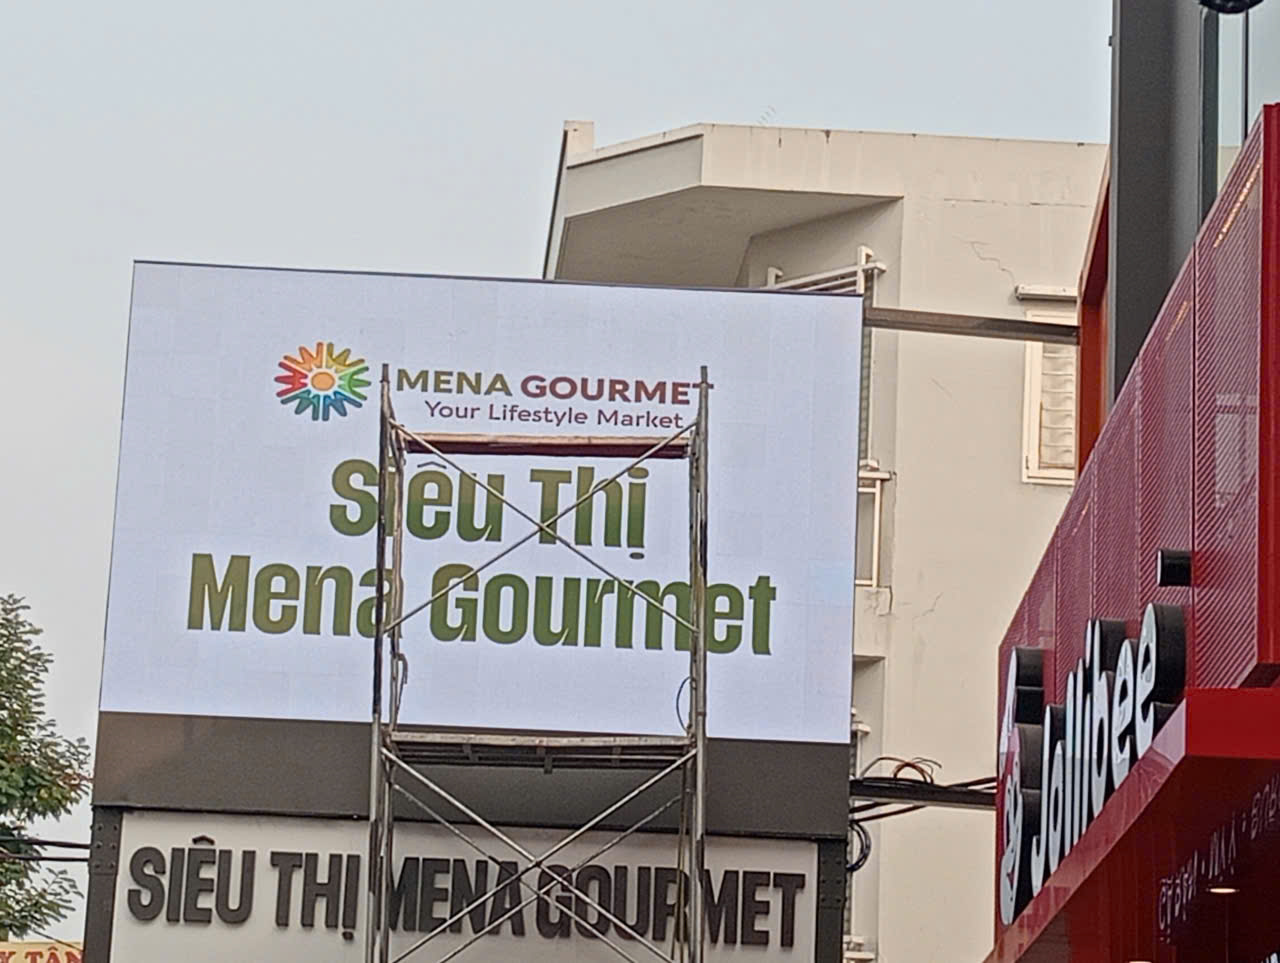 MENA GOURMET
Your Lifestyle Market
Siêu Thị
Mena Gourmet
SIÊU THỊ MENA GOURMET
Jollibee